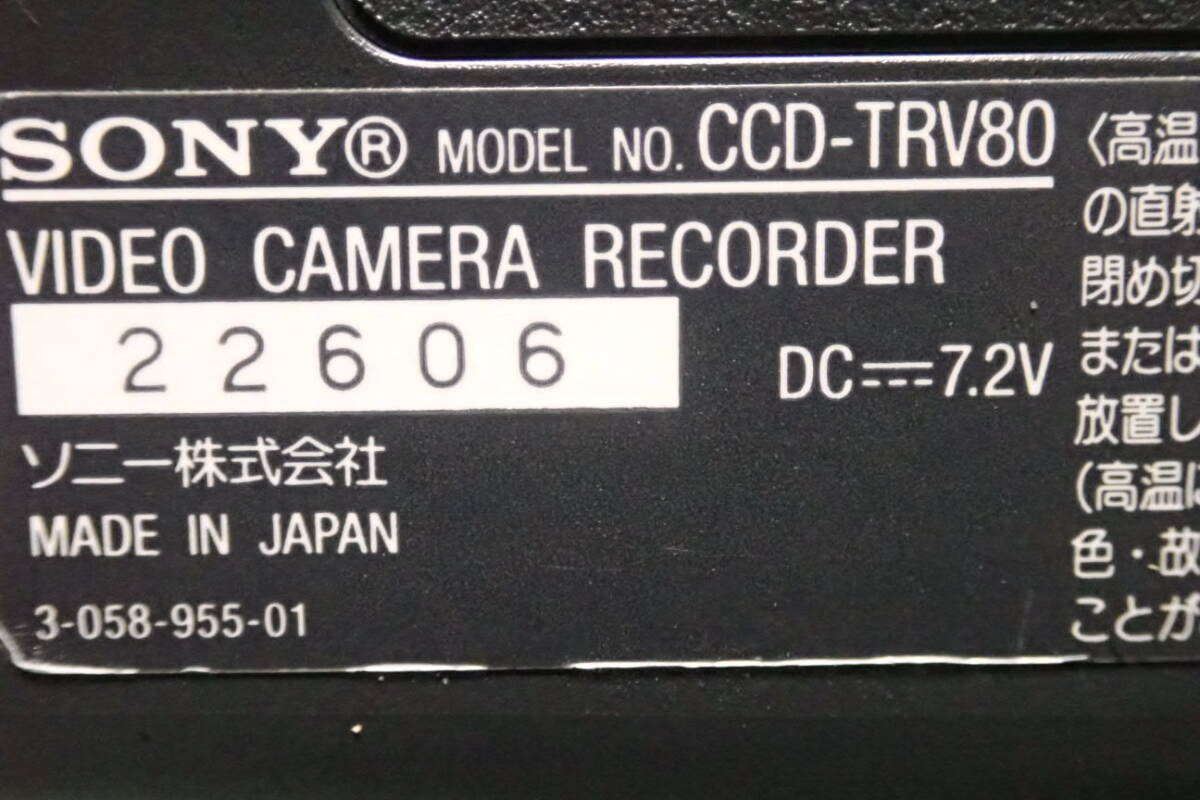 SONY® MODEL NO. CCD-TRV80
VIDEO CAMERA RECORDER
22606
DC⎓7.2V
ソニー株式会社
MADE IN JAPAN
3-058-955-01
〈高温
の直射
閉め切
または
放置し
(高温に
色・故
ことが